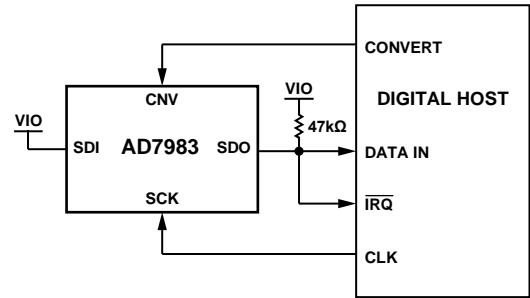 CONVERT
VIO
CNV
DIGITAL HOST
VIO
47kΩ
SDI
AD7983
SDO
DATA IN
SCK
IRQ
CLK